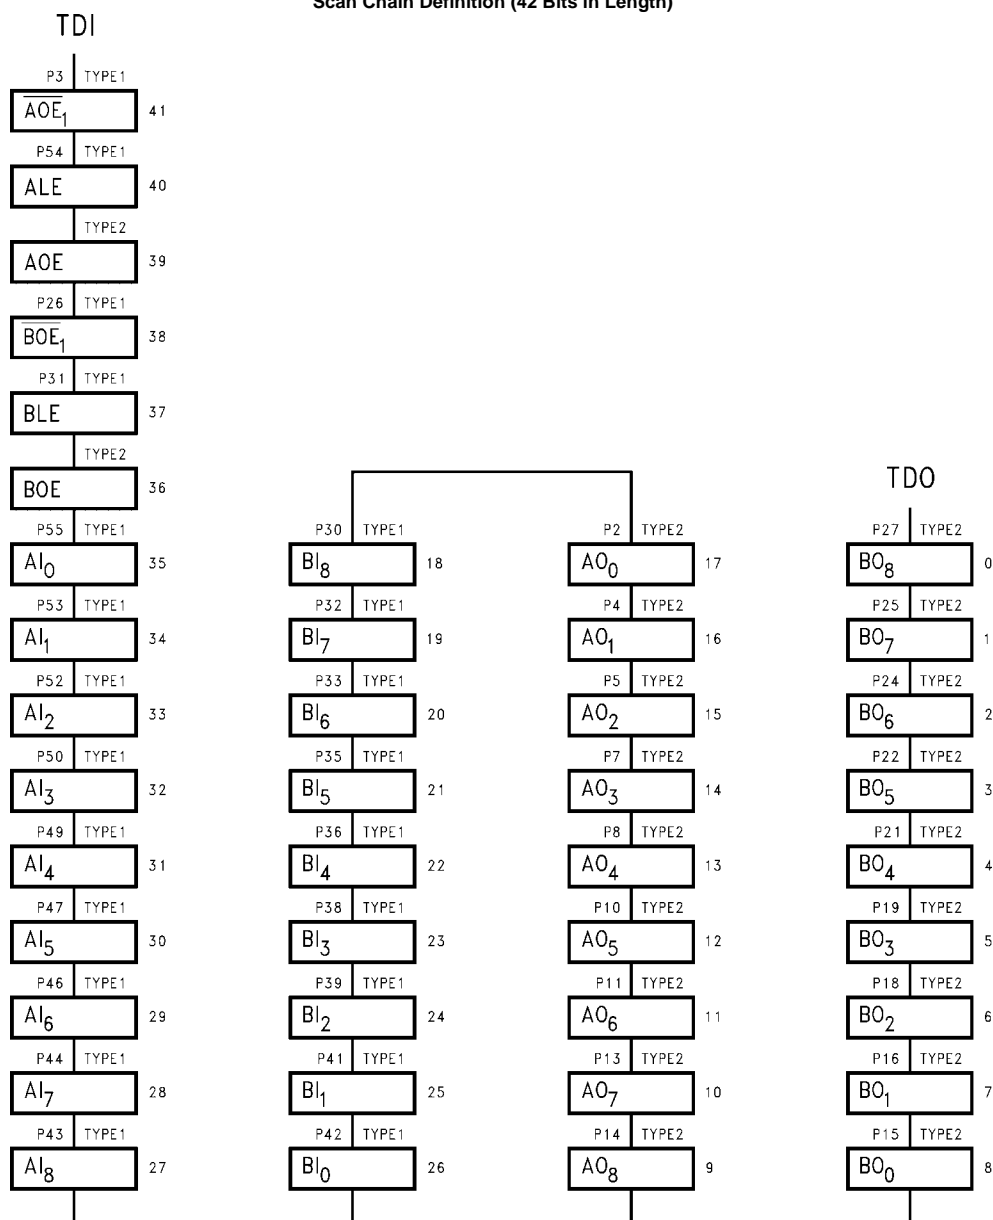 Scan Chain Definition (42 Bits in Length)
TDI
P3 TYPE1
AOE1 41
P54 TYPE1
ALE 40
TYPE2
AOE 39
P26 TYPE1
BOE1 38
P31 TYPE1
BLE 37
TYPE2
BOE 36
P55 TYPE1
AI0 35
P53 TYPE1
AI1 34
P52 TYPE1
AI2 33
P50 TYPE1
AI3 32
P49 TYPE1
AI4 31
P47 TYPE1
AI5 30
P46 TYPE1
AI6 29
P44 TYPE1
AI7 28
P43 TYPE1
AI8 27
P30 TYPE1
BI8 18
P32 TYPE1
BI7 19
P33 TYPE1
BI6 20
P35 TYPE1
BI5 21
P36 TYPE1
BI4 22
P38 TYPE1
BI3 23
P39 TYPE1
BI2 24
P41 TYPE1
BI1 25
P42 TYPE1
BI0 26
P2 TYPE2
AO0 17
P4 TYPE2
AO1 16
P5 TYPE2
AO2 15
P7 TYPE2
AO3 14
P8 TYPE2
AO4 13
P10 TYPE2
AO5 12
P11 TYPE2
AO6 11
P13 TYPE2
AO7 10
P14 TYPE2
AO8 9
TDO
P27 TYPE2
BO8 0
P25 TYPE2
BO7 1
P24 TYPE2
BO6 2
P22 TYPE2
BO5 3
P21 TYPE2
BO4 4
P19 TYPE2
BO3 5
P18 TYPE2
BO2 6
P16 TYPE2
BO1 7
P15 TYPE2
BO0 8